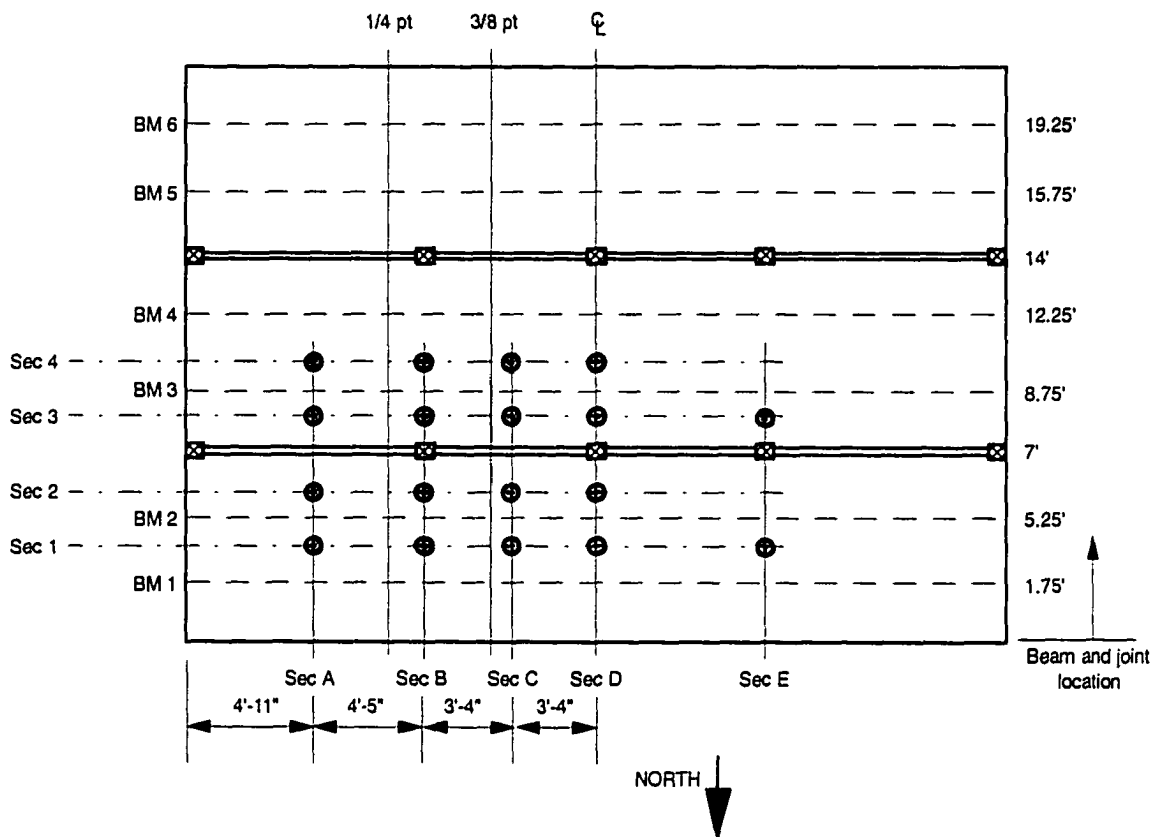 1/4 pt
3/8 pt
℄
BM 6
19.25'
BM 5
15.75'
14'
BM 4
12.25'
Sec 4
BM 3
8.75'
Sec 3
7'
Sec 2
BM 2
5.25'
Sec 1
BM 1
1.75'
Beam and joint
location
Sec A
Sec B
Sec C
Sec D
Sec E
4'-11"
4'-5"
3'-4"
3'-4"
NORTH